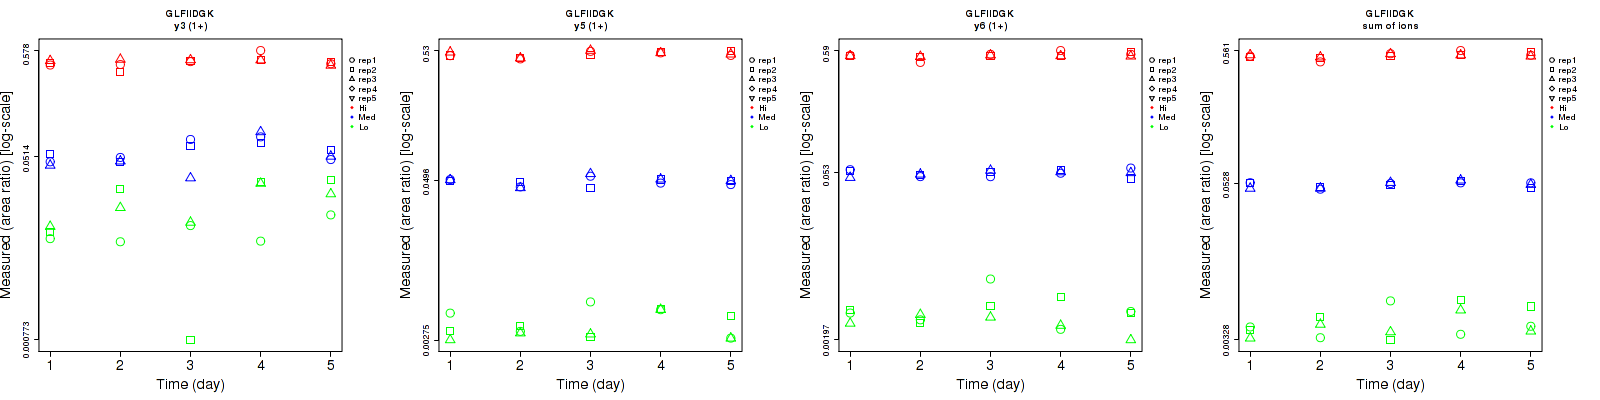 GLFIIDGK
y3 (1+)
Measured (area ratio) [log-scale]
0.578
0.0514
0.000773
1 2 3 4 5
Time (day)
rep1
rep2
rep3
rep4
rep5
Hi
Med
Lo
GLFIIDGK
y5 (1+)
Measured (area ratio) [log-scale]
0.53
0.0498
0.00275
1 2 3 4 5
Time (day)
rep1
rep2
rep3
rep4
rep5
Hi
Med
Lo
GLFIIDGK
y6 (1+)
Measured (area ratio) [log-scale]
0.59
0.053
0.00197
1 2 3 4 5
Time (day)
rep1
rep2
rep3
rep4
rep5
Hi
Med
Lo
GLFIIDGK
sum of ions
Measured (area ratio) [log-scale]
0.561
0.0528
0.00328
1 2 3 4 5
Time (day)
rep1
rep2
rep3
rep4
rep5
Hi
Med
Lo